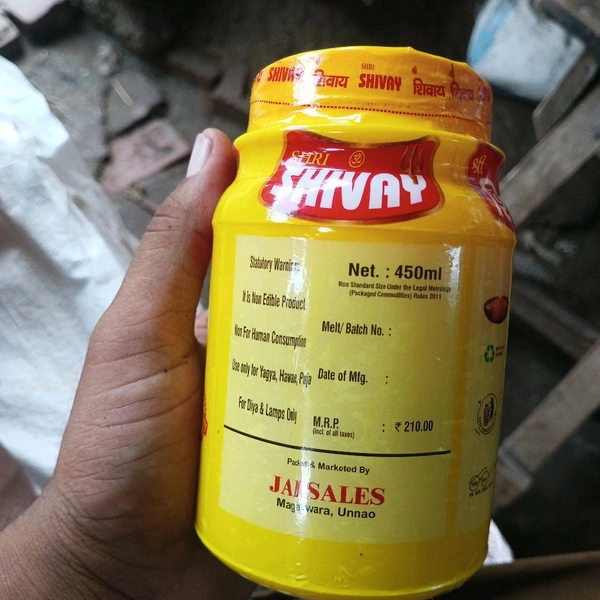 SHIVAY शिवाय SHRI SHIVAY श्री शिवाय शिवाय
SHRI ॐ
SHIVAY
श्री
Statutory Warning
It is Non Edible Product
Non For Human Consumption
Use only for Yagya, Hawan, Puja
For Diya & Lamps Only
Net. : 450ml
Non Standard Size Under the Legal Metrology
(Packaged Commodities) Rules 2011
Melt/ Batch No. :
Date of Mfg. :
M.R.P. : ₹ 210.00
(incl. of all taxes)
Packed & Marketed By
SALES
Magarwara, Unnao